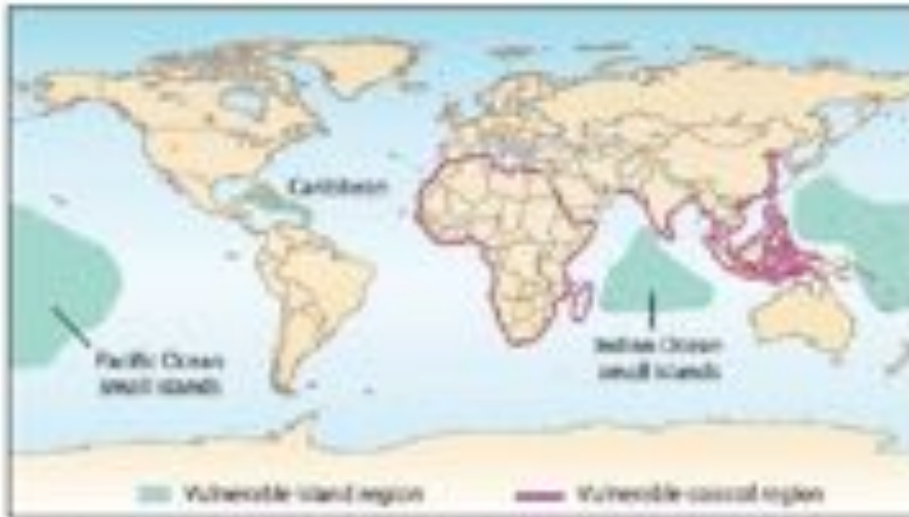 Caribbean
Pacific Ocean
small islands
Indian Ocean
small islands
Vulnerable island region
Vulnerable coastal region